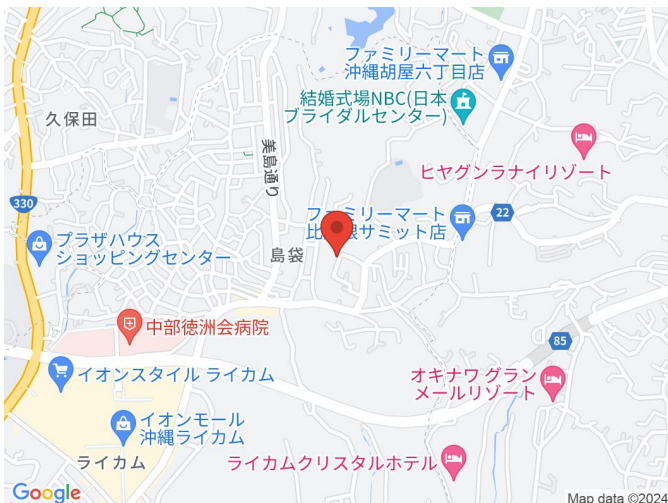 ファミリーマート
沖縄胡屋六丁目店
結婚式場NBC(日本
ブライダルセンター)
久保田
美島通り
ヒヤグンラナイリゾート
330
22
ファミリーマート
サミット店
プラザハウス
ショッピングセンター
島袋
中部徳洲会病院
85
イオンスタイル ライカム
オキナワ グラン
メールリゾート
イオンモール
沖縄ライカム
ライカム
ライカムクリスタルホテル
Google
Map data ©2024